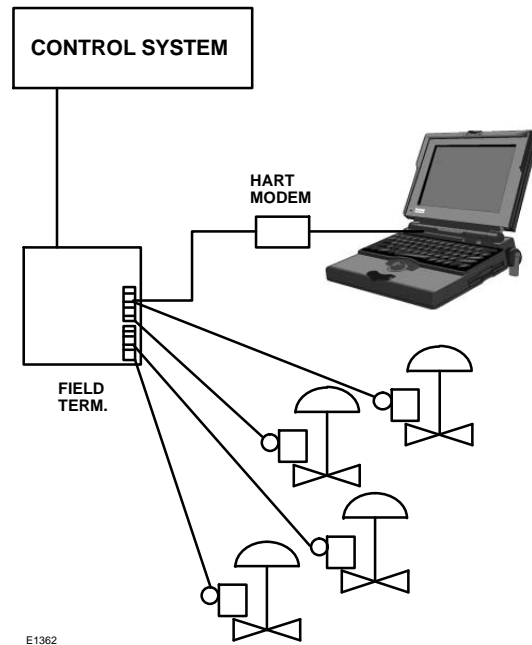 CONTROL SYSTEM
HART
MODEM
FIELD
TERM.
E1362